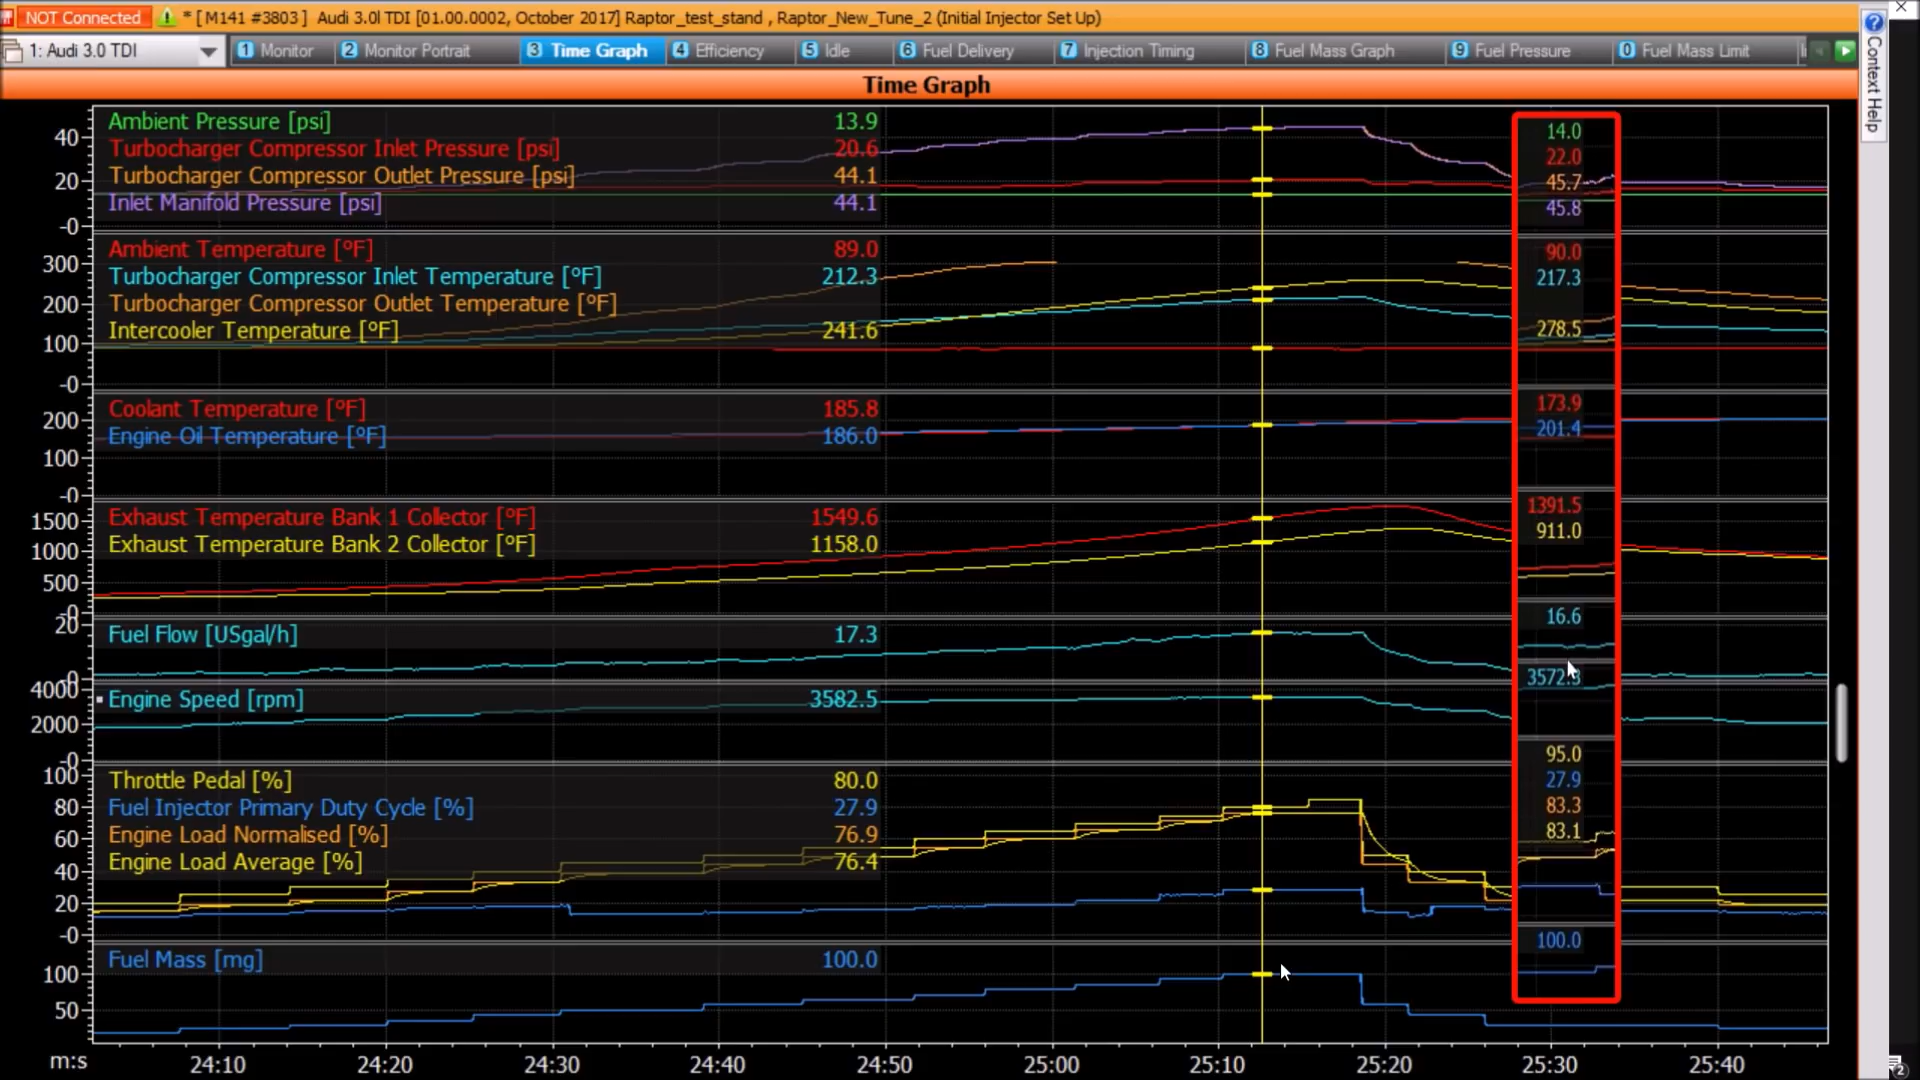 NOT Connected * [ M141 #3803 ] Audi 3.0l TDI [01.00.0002, October 2017] Raptor_test_stand , Raptor_New_Tune_2 (Initial Injector Set Up)
1: Audi 3.0 TDI 1 Monitor 2 Monitor Portrait 3 Time Graph 4 Efficiency 5 Idle 6 Fuel Delivery 7 Injection Timing 8 Fuel Mass Graph 9 Fuel Pressure 0 Fuel Mass Limit
Context Help
Time Graph
40
20
-0
Ambient Pressure [psi] 13.9 14.0
Turbocharger Compressor Inlet Pressure [psi] 20.6 22.0
Turbocharger Compressor Outlet Pressure [psi] 44.1 45.7
Inlet Manifold Pressure [psi] 44.1 45.8
300
200
100
-0
Ambient Temperature [°F] 89.0 90.0
Turbocharger Compressor Inlet Temperature [°F] 212.3 217.3
Turbocharger Compressor Outlet Temperature [°F]
Intercooler Temperature [°F] 241.6 278.5
200
100
-0
Coolant Temperature [°F] 185.8 173.9
Engine Oil Temperature [°F] 186.0 201.4
1500
1000
500
-0
Exhaust Temperature Bank 1 Collector [°F] 1549.6 1391.5
Exhaust Temperature Bank 2 Collector [°F] 1158.0 911.0
20
-0
Fuel Flow [USgal/h] 17.3 16.6
4000
2000
-0
Engine Speed [rpm] 3582.5 3572.3
100
80
60
40
20
-0
Throttle Pedal [%] 80.0 95.0
Fuel Injector Primary Duty Cycle [%] 27.9 27.9
Engine Load Normalised [%] 76.9 83.3
Engine Load Average [%] 76.4 83.1
100
50
Fuel Mass [mg] 100.0 100.0
m:s 24:10 24:20 24:30 24:40 24:50 25:00 25:10 25:20 25:30 25:40
2